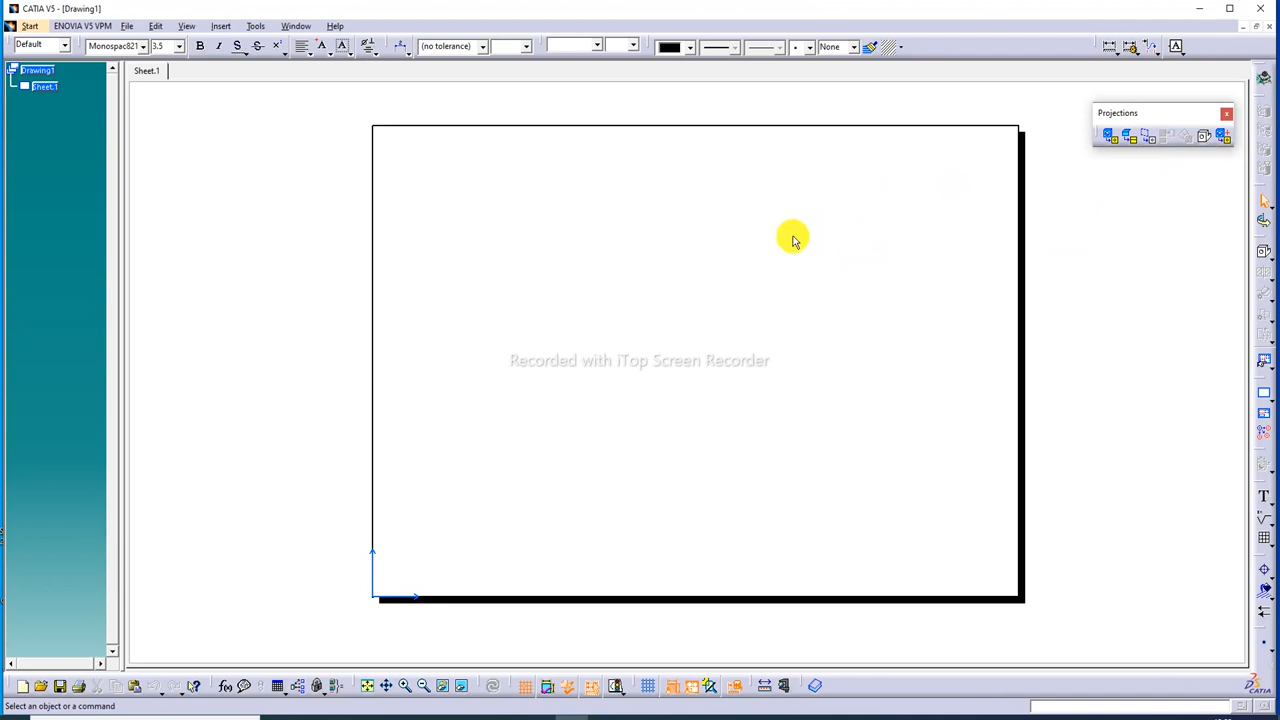 CATIA V5 - [Drawing1]
Start ENOVIA V5 VPM File Edit View Insert Tools Window Help
Default Monospac821 3.5 B I S S (no tolerance) None
Drawing1
Sheet.1
Sheet.1
Projections
Recorded with iTop Screen Recorder
T
f(x)
CATIA
Select an object or a command